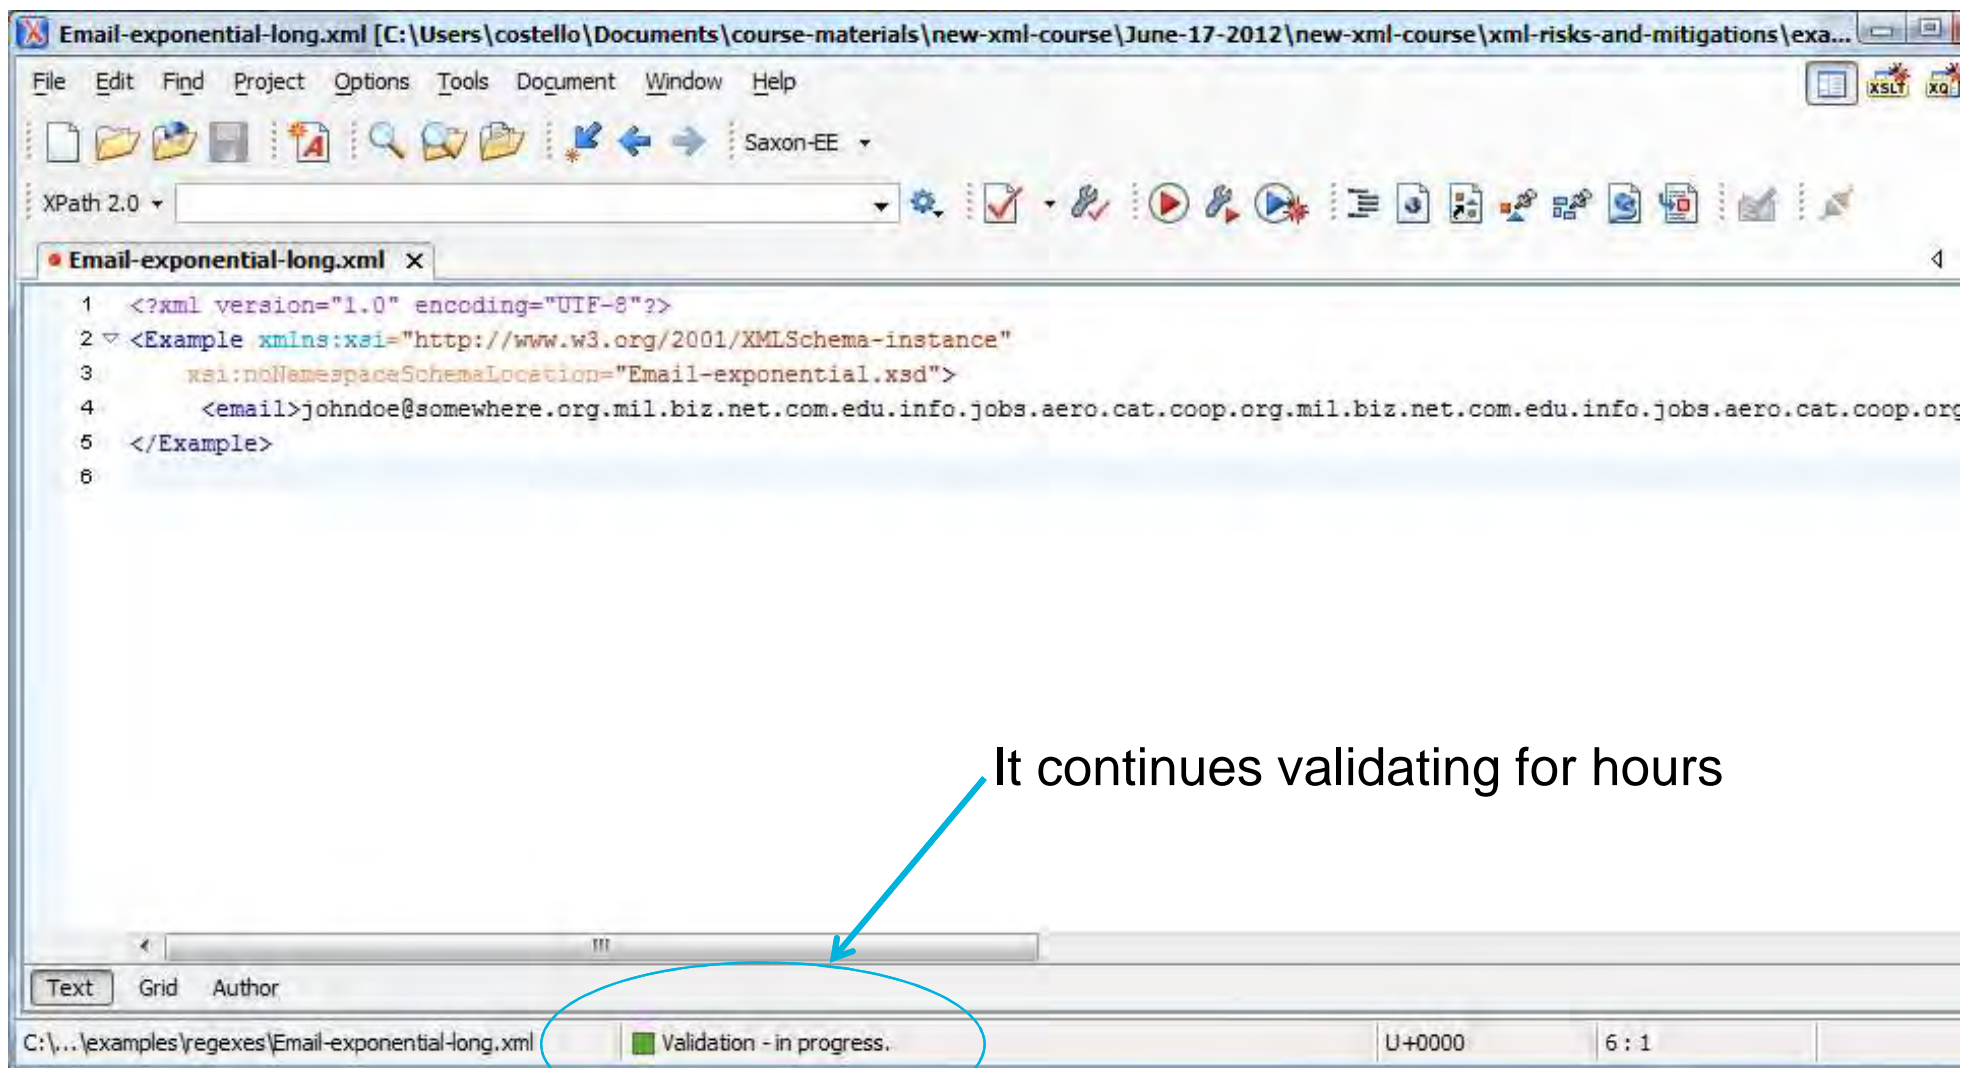 Email-exponential-long.xml [C:\Users\costello\Documents\course-materials\new-xml-course\June-17-2012\new-xml-course\xml-risks-and-mitigations\exa...
File Edit Find Project Options Tools Document Window Help
XSLT XQ
Saxon-EE
XPath 2.0
Email-exponential-long.xml
1 <?xml version="1.0" encoding="UTF-8"?>
2 <Example xmlns:xsi="http://www.w3.org/2001/XMLSchema-instance"
3 xsi:noNamespaceSchemaLocation="Email-exponential.xsd">
4 <email>johndoe@somewhere.org.mil.biz.net.com.edu.info.jobs.aero.cat.coop.org.mil.biz.net.com.edu.info.jobs.aero.cat.coop.org
5 </Example>
6
It continues validating for hours
Text Grid Author
C:\...\examples\regexes\Email-exponential-long.xml Validation - in progress. U+0000 6 : 1